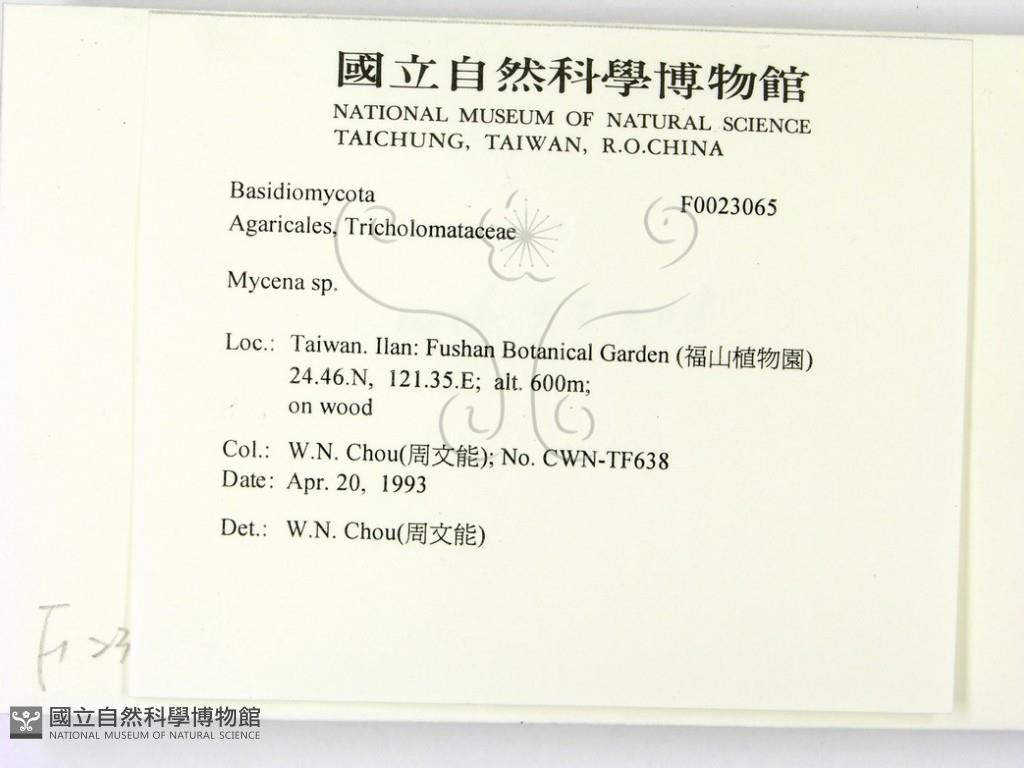 國立自然科學博物館
NATIONAL MUSEUM OF NATURAL SCIENCE
TAICHUNG, TAIWAN, R.O.CHINA
Basidiomycota F0023065
Agaricales, Tricholomataceae
Mycena sp.
Loc.: Taiwan. Ilan: Fushan Botanical Garden (福山植物園)
24.46.N, 121.35.E; alt. 600m;
on wood
Col.: W.N. Chou(周文能); No. CWN-TF638
Date: Apr. 20, 1993
Det.: W.N. Chou(周文能)
國立自然科學博物館
NATIONAL MUSEUM OF NATURAL SCIENCE